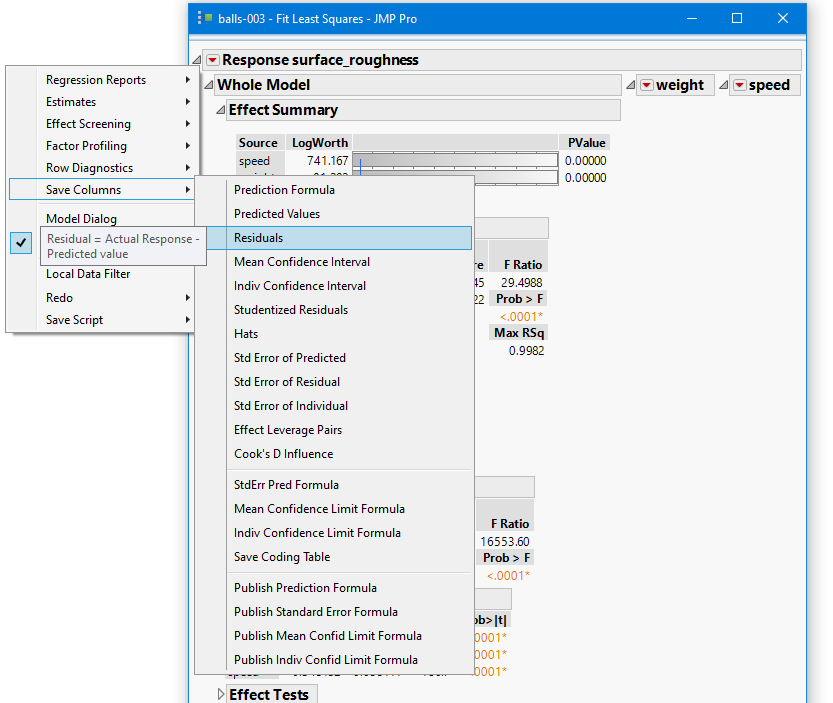 balls-003 - Fit Least Squares - JMP Pro
Response surface_roughness
Whole Model
weight
speed
Effect Summary
Source LogWorth PValue
speed 741.167 0.00000
0.00000
Regression Reports
Estimates
Effect Screening
Factor Profiling
Row Diagnostics
Save Columns
Model Dialog
Residual = Actual Response -
Predicted value
Local Data Filter
Redo
Save Script
Prediction Formula
Predicted Values
Residuals
Mean Confidence Interval
Indiv Confidence Interval
Studentized Residuals
Hats
Std Error of Predicted
Std Error of Residual
Std Error of Individual
Effect Leverage Pairs
Cook's D Influence
StdErr Pred Formula
Mean Confidence Limit Formula
Indiv Confidence Limit Formula
Save Coding Table
Publish Prediction Formula
Publish Standard Error Formula
Publish Mean Confid Limit Formula
Publish Indiv Confid Limit Formula
re F Ratio
45 29.4988
22 Prob > F
<.0001*
Max RSq
0.9982
F Ratio
16553.60
Prob > F
<.0001*
ob>|t|
0001*
0001*
0001*
Effect Tests